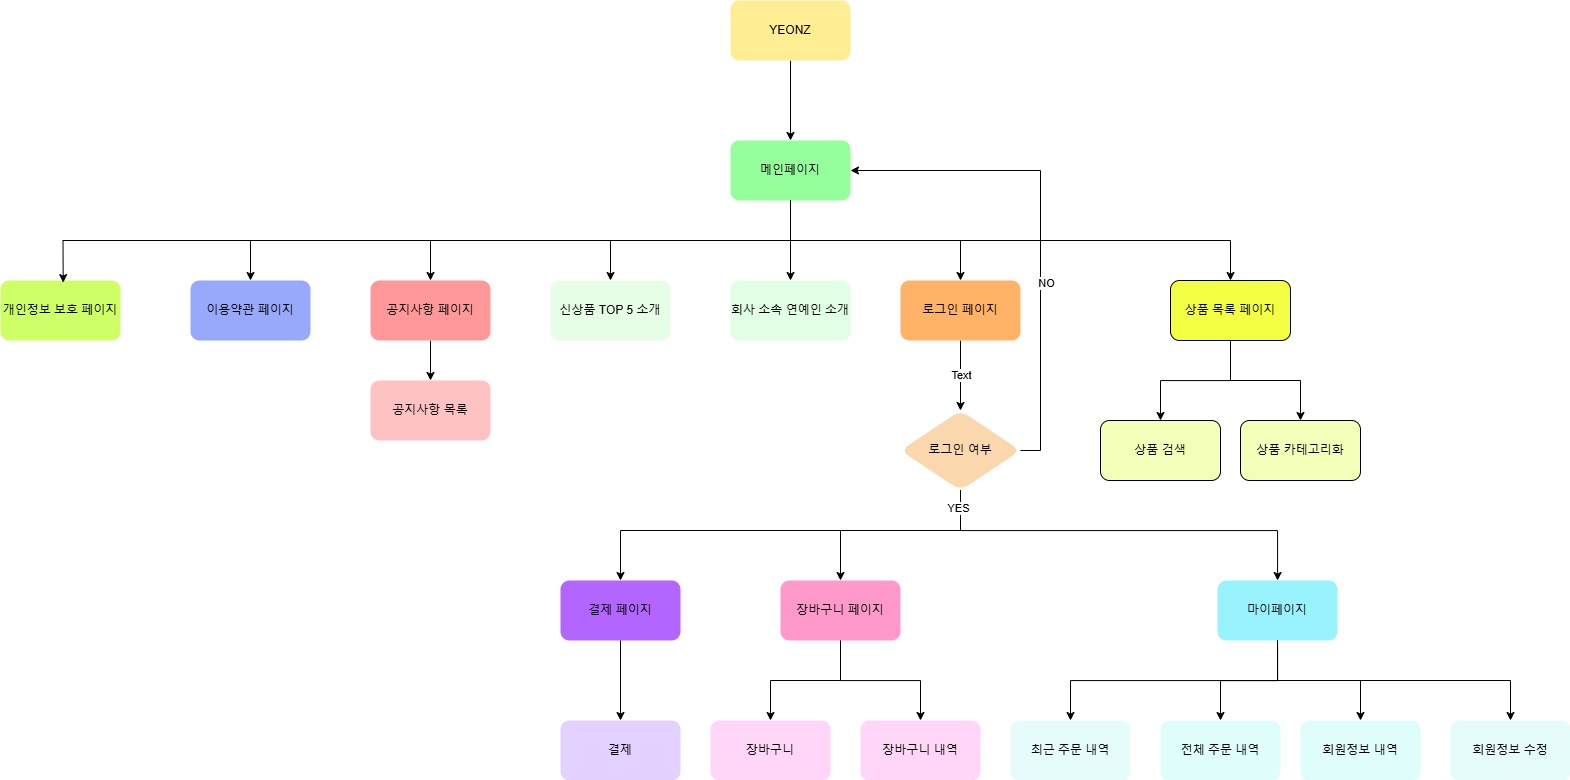 YEONZ
메인페이지
NO
개인정보 보호 페이지
이용약관 페이지
공지사항 페이지
신상품 TOP 5 소개
회사 소속 연예인 소개
로그인 페이지
상품 목록 페이지
Text
공지사항 목록
로그인 여부
상품 검색
상품 카테고리화
YES
결제 페이지
장바구니 페이지
마이페이지
결제
장바구니
장바구니 내역
최근 주문 내역
전체 주문 내역
회원정보 내역
회원정보 수정